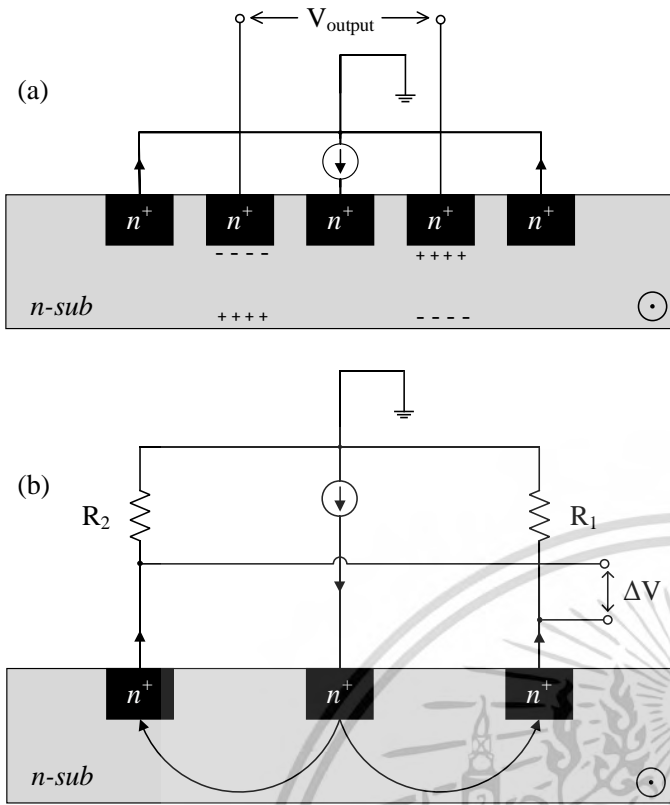 V_output
(a)
n⁺ n⁺ n⁺ n⁺ n⁺
- - - - + + + +
n-sub + + + + - - - -
(b)
R₂ R₁
ΔV
n⁺ n⁺ n⁺
n-sub